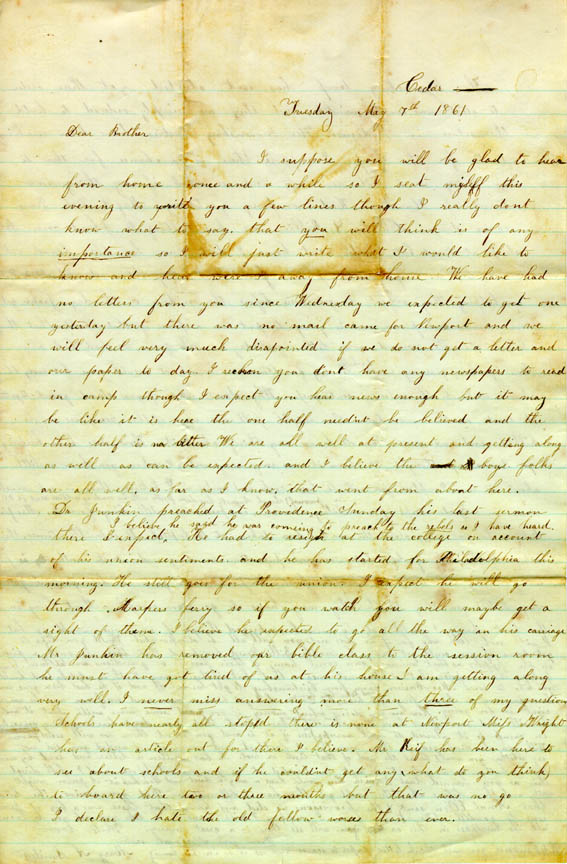 Cedar
Tuesday May 7th 1861
Dear Brother
I suppose you will be glad to hear
from home once and a while so I seat myself this
evening to write you a few lines though I really dont
know what to say. that you will think is of any
importance so I will just write what I would like to
know and hear were I away from home We have had
no letters from you since Wednesday we expected to get one
yesterday but there was no mail came for Newport and we
will feel very much disapointed if we do not get a letter and
our paper to day. I reckon you dont have any newspapers to read
in camp though I expect you hear news enough but it may
be like it is hear the one half neednt be believed and the
other half is no better We are all well at present and getting along
as well as can be expected. and I believe the boys folks
are all well. as far as I know. that went from about here.
Dr Junkin preached at Providence Sunday his last sermon
I believe, he said he was coming to preach to the rebels as I have heard.
there I expect, He had to resign at the college on account
of his union sentiments. and he has started for Philadelphia this
morning. He still goes for the union. I expect he will go
through Harpers fery so if you watch you will maybe get a
sight of them. I believe he expected to go all the way in his carriage
Mr Junkin has removed our bible class to the session room
he must have got tired of us at his house I am getting along
very well. I never miss answering more than three of my questions
Schools have nearly all stopd there is none at Newport Miss Wright
has an article out for there I believe. Mr Reif has been here to
see about schools and if he couldnt get any what do you think
to board here two or three months but that was no go
I declare I hate the old fellow worses than ever.